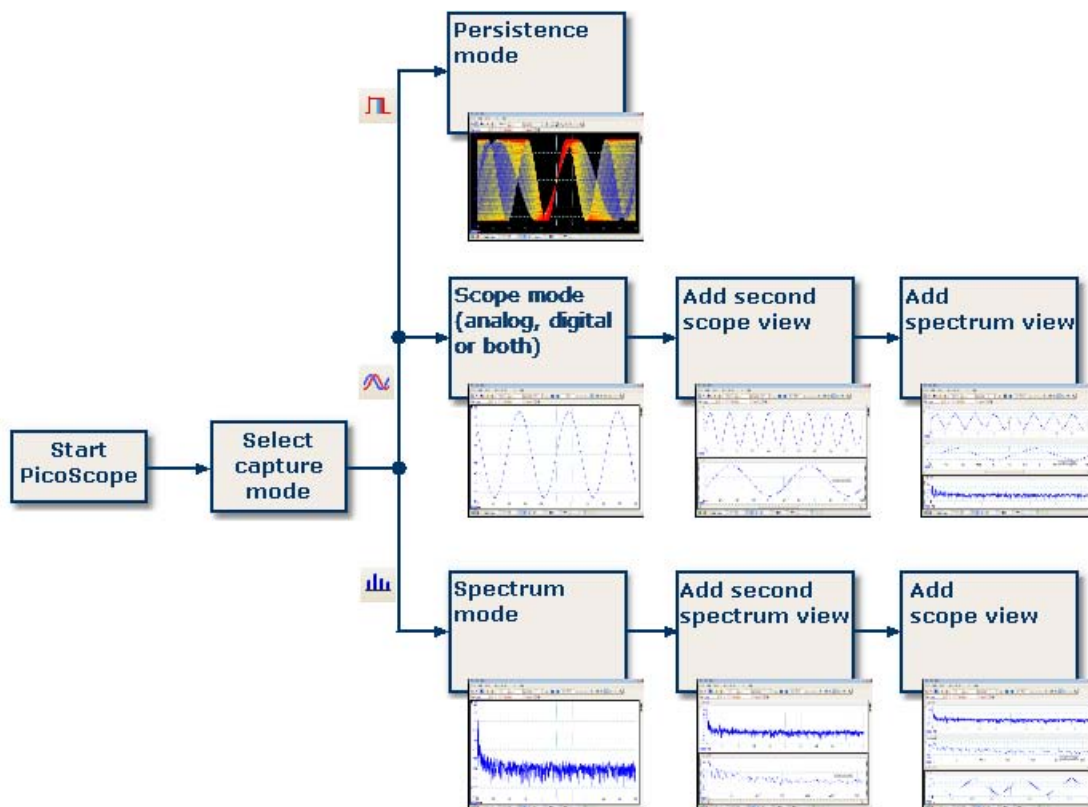 Persistence
mode
Scope mode
(analog, digital
or both)
Add second
scope view
Add
spectrum view
Start
PicoScope
Select
capture
mode
Spectrum
mode
Add second
spectrum view
Add
scope view